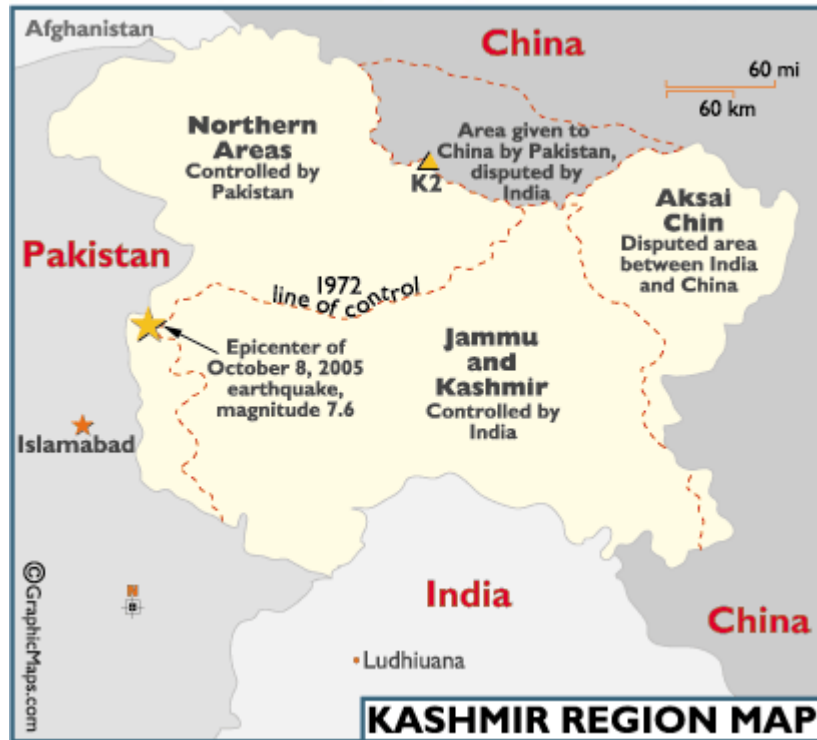 Afghanistan
China
60 mi
60 km
Northern
Areas
Controlled by
Pakistan
Area given to
China by Pakistan,
disputed by
India
K2
Aksai
Chin
Disputed area
between India
and China
Pakistan
1972
line of control
Epicenter of
October 8, 2005
earthquake,
magnitude 7.6
Jammu
and
Kashmir
Controlled by
India
Islamabad
©GraphicMaps.com
N
India
China
Ludhiuana
KASHMIR REGION MAP